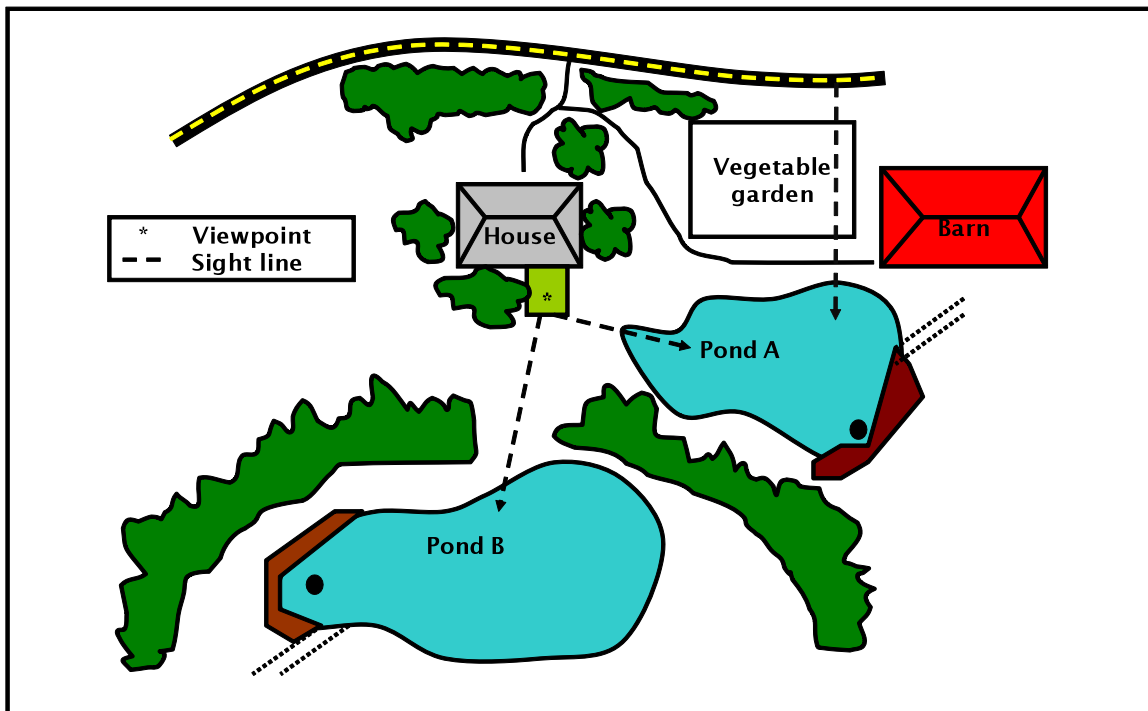 Vegetable
garden
* Viewpoint
Sight line
House
Barn
*
Pond A
Pond B